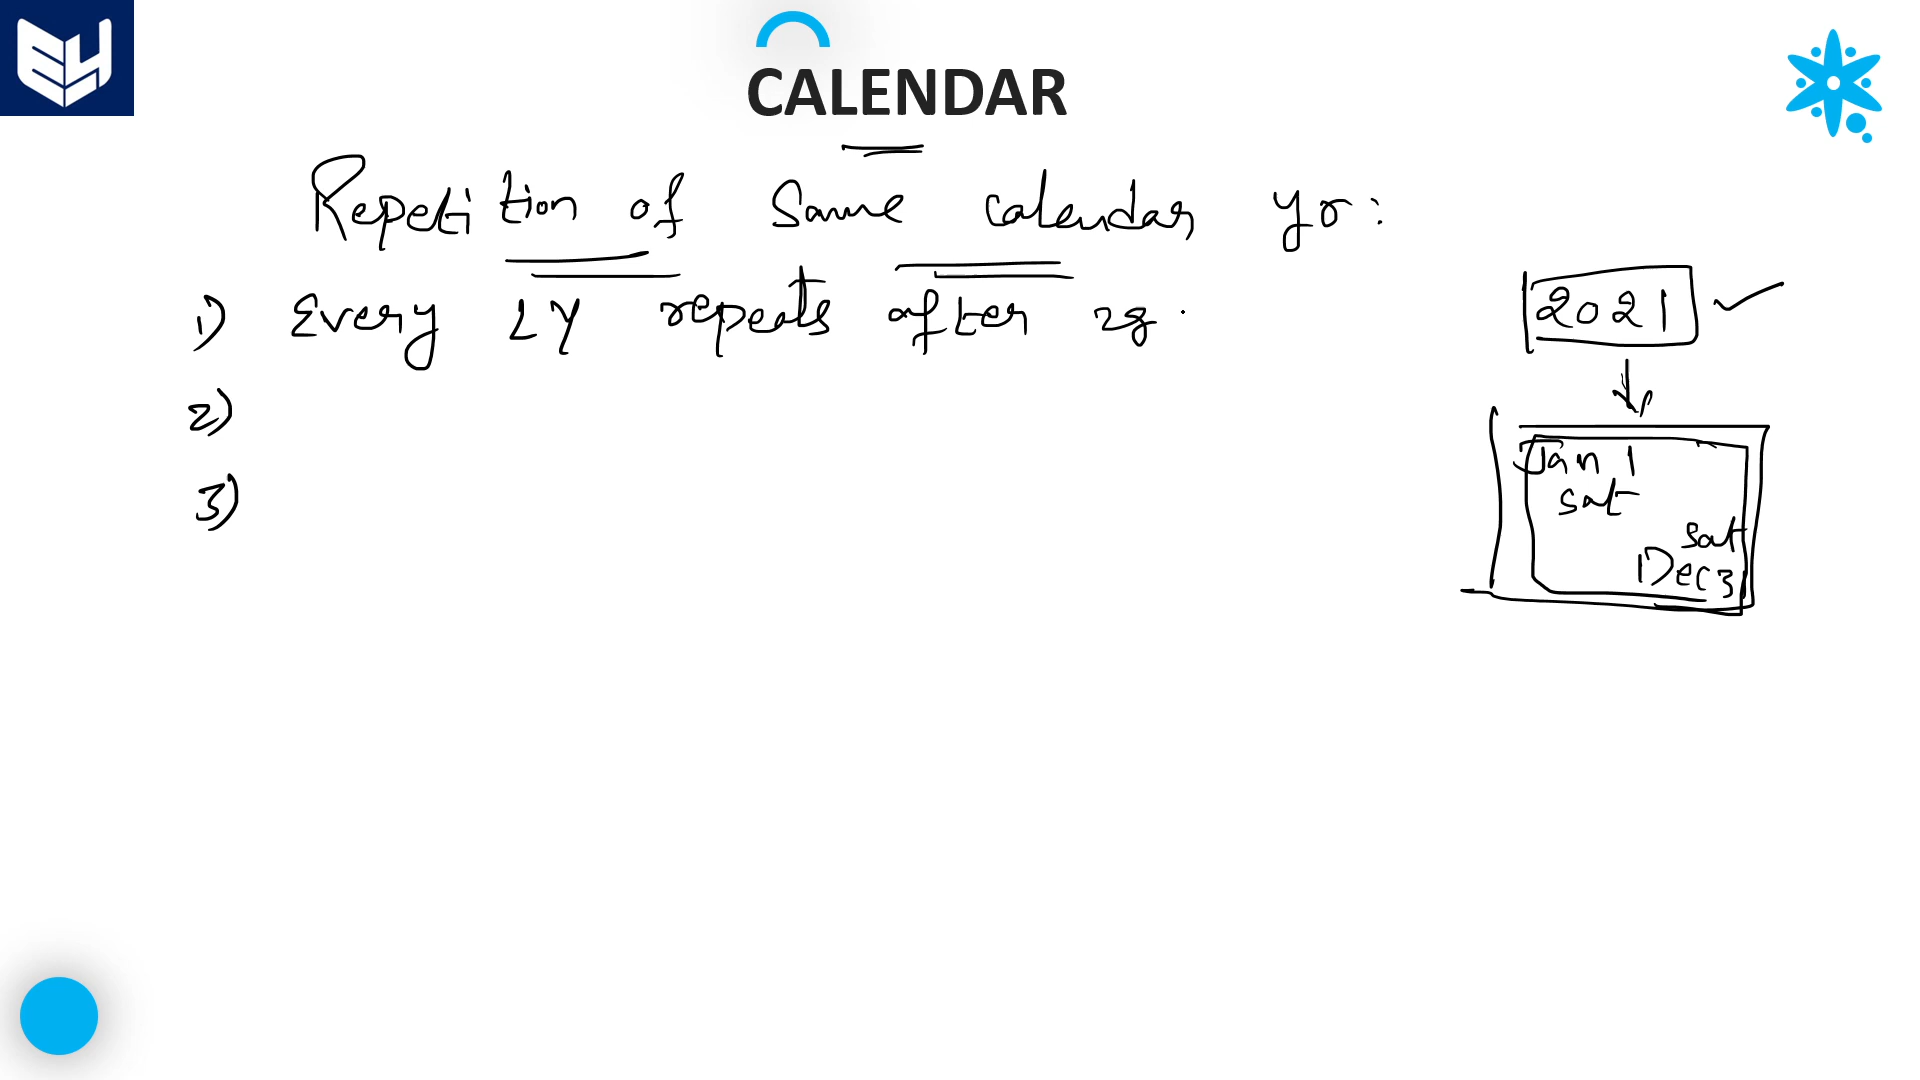 CALENDAR
Repetition of Same calendar yr:
1) Every LY repeats after 28.
2)
3)
2021
Jan 1
sat
sat
Dec 31